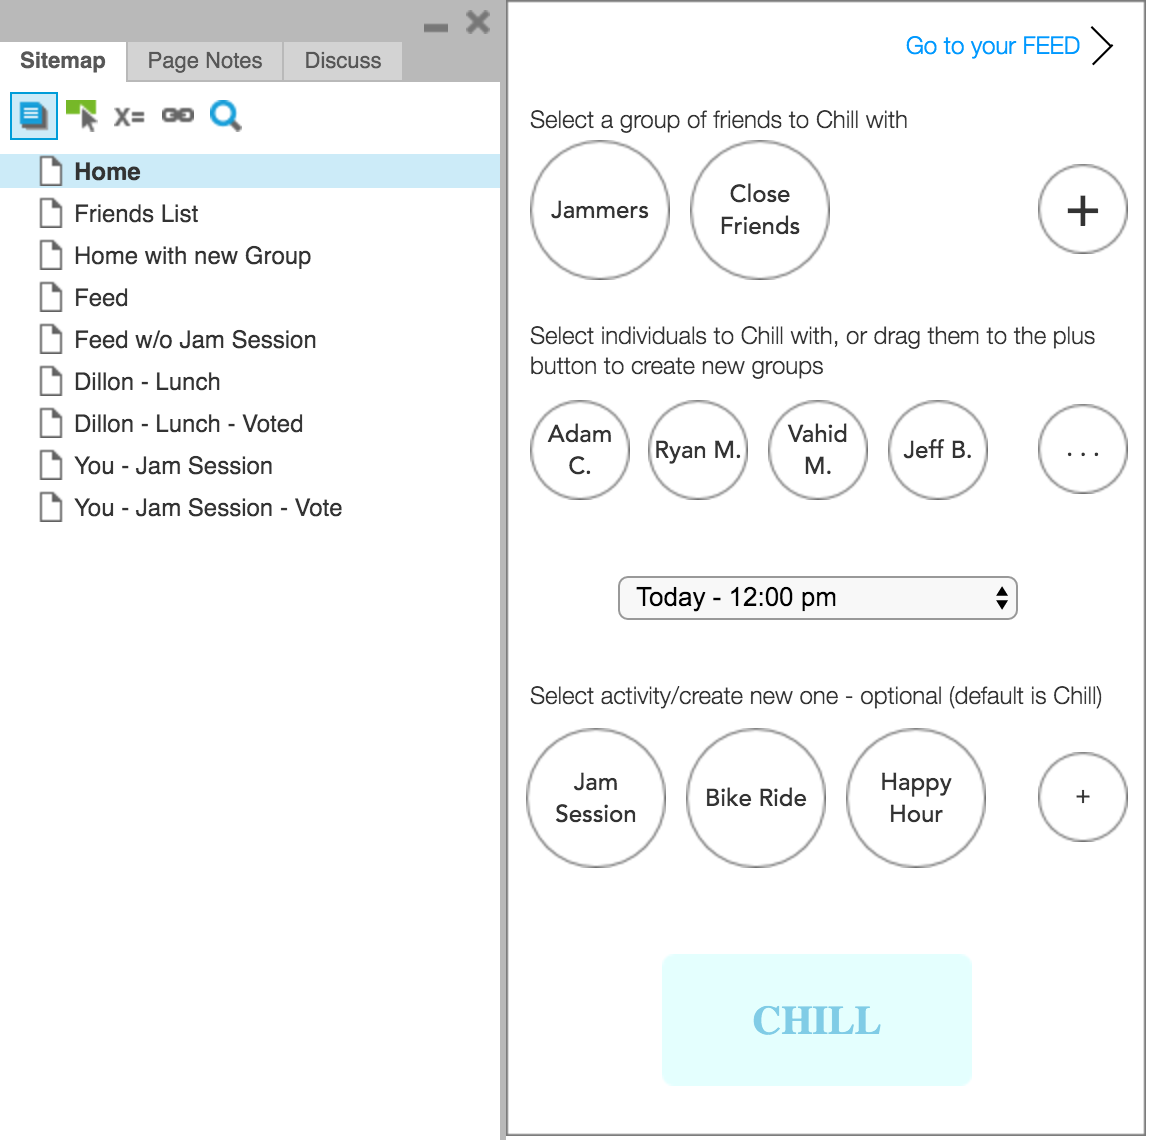 Sitemap
Page Notes
Discuss
X=
Home
Friends List
Home with new Group
Feed
Feed w/o Jam Session
Dillon - Lunch
Dillon - Lunch - Voted
You - Jam Session
You - Jam Session - Vote
Go to your FEED
Select a group of friends to Chill with
Jammers
Close
Friends
+
Select individuals to Chill with, or drag them to the plus
button to create new groups
Adam
C.
Ryan M.
Vahid
M.
Jeff B.
...
Today - 12:00 pm
Select activity/create new one - optional (default is Chill)
Jam
Session
Bike Ride
Happy
Hour
+
CHILL